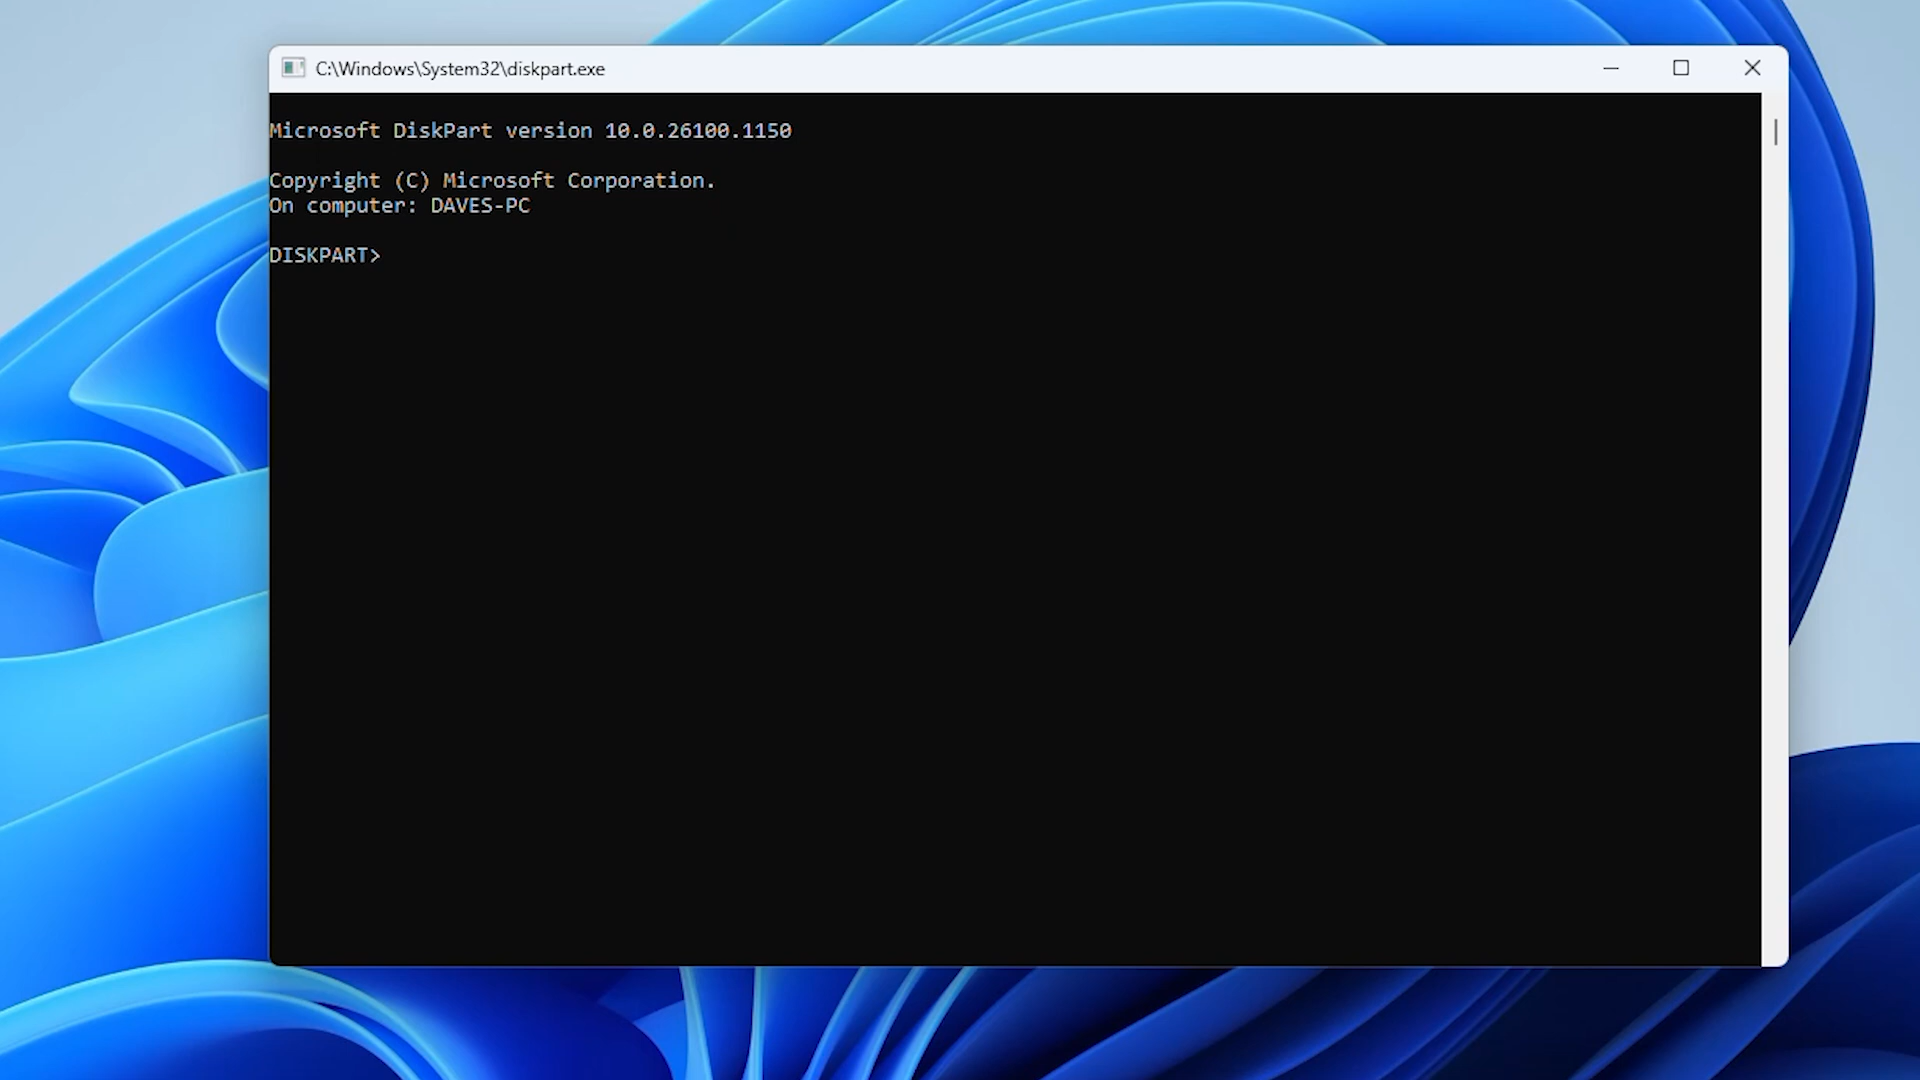 C:\Windows\System32\diskpart.exe
Microsoft DiskPart version 10.0.26100.1150
Copyright (C) Microsoft Corporation.
On computer: DAVES-PC
DISKPART>